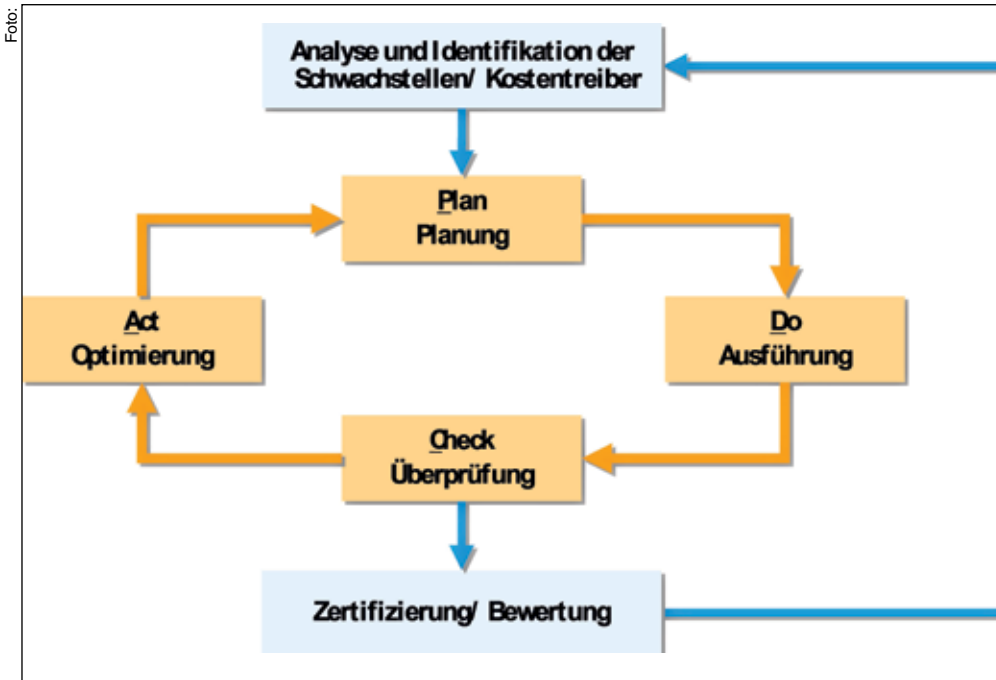 Foto:
Analyse und Identifikation der
Schwachstellen/ Kostentreiber
Plan
Planung
Act
Optimierung
Do
Ausführung
Check
Überprüfung
Zertifizierung/ Bewertung